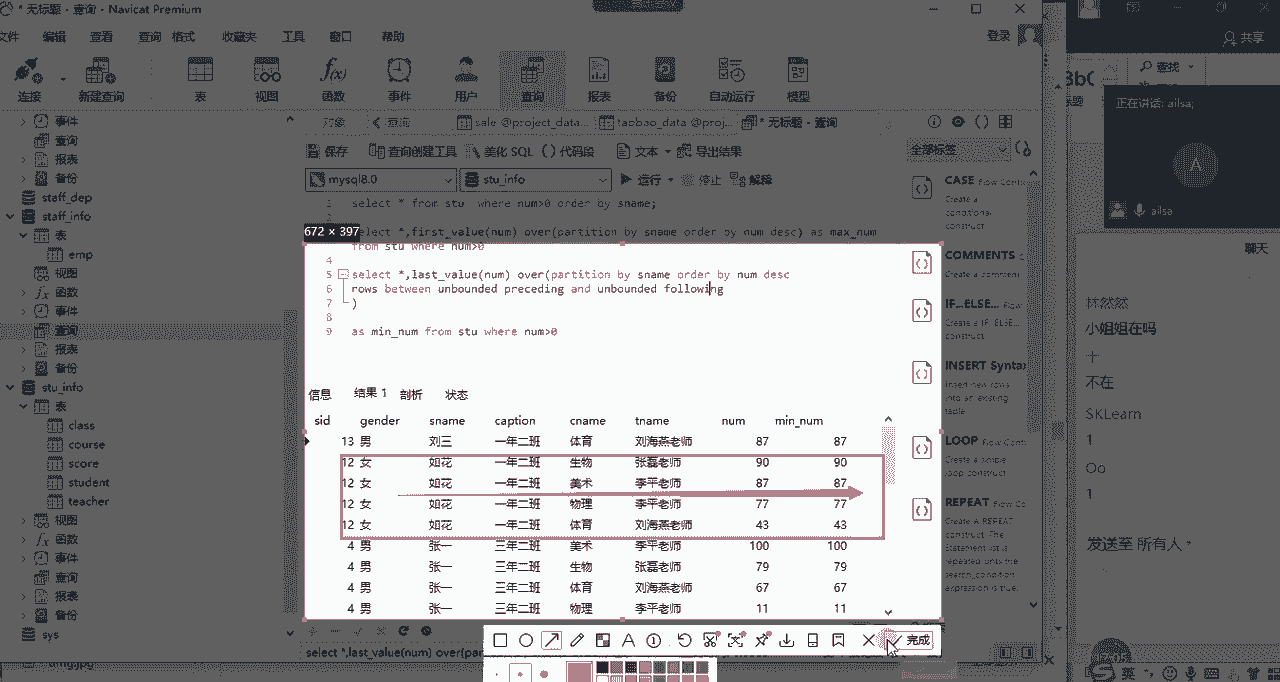 * 无标题 - 查询 - Navicat Premium
文件 编辑 查看 查询 格式 收藏夹 工具 窗口 帮助
登录
共享
连接 新建查询 表 视图 函数 事件 用户 查询 报表 备份 自动运行 模型
查找
正在讲话: ailsa;
A
ailsa
聊天
对象 查询 sale @project_data... taobao_data @proj... * 无标题 - 查询
保存 查询创建工具 美化 SQL () 代码段 文本 导出结果
全部标签
mysql8.0 stu_info 运行 停止 解释
事件
查询
报表
备份
staff_dep
staff_info
表
emp
视图
函数
事件
查询
报表
备份
stu_info
表
class
course
score
student
teacher
视图
函数
事件
查询
报表
备份
sys
1 select * from stu where num>0 order by sname;
2
select *,first_value(num) over(partition by sname order by num desc) as max_num
672 × 397
from stu where num>0
4
5 select *,last_value(num) over(partition by sname order by num desc
6 rows between unbounded preceding and unbounded following
7 )
8
9 as min_num from stu where num>0
信息 结果 1 剖析 状态
sid gender sname caption cname tname num min_num
13 男 刘三 一年二班 体育 刘海燕老师 87 87
12 女 如花 一年二班 生物 张磊老师 90 90
12 女 如花 一年二班 美术 李平老师 87 87
12 女 如花 一年二班 物理 李平老师 77 77
12 女 如花 一年二班 体育 刘海燕老师 43 43
4 男 张一 三年二班 美术 李平老师 100 100
4 男 张一 三年二班 生物 张磊老师 79 79
4 男 张一 三年二班 体育 刘海燕老师 67 67
4 男 张一 三年二班 物理 李平老师 11 11
完成
select *,last_value(num) over(par
CASE Flow Cont
Create a
conditional
construct
COMMENTS
Create a comment
IF...ELSE... Flow
Create a IF...ELSE...
construct
INSERT Syntax
Insert new rows
into an existing
table
LOOP Flow Cont
Create a simple
loop construct
REPEAT Flow Con
Create A REPEAT
construct. The
Statement list is
repeated until the
search_condition
expression is true.
林然然
小姐姐在吗
十
不在
SKLearn
1
Oo
1
发送至 所有人
英